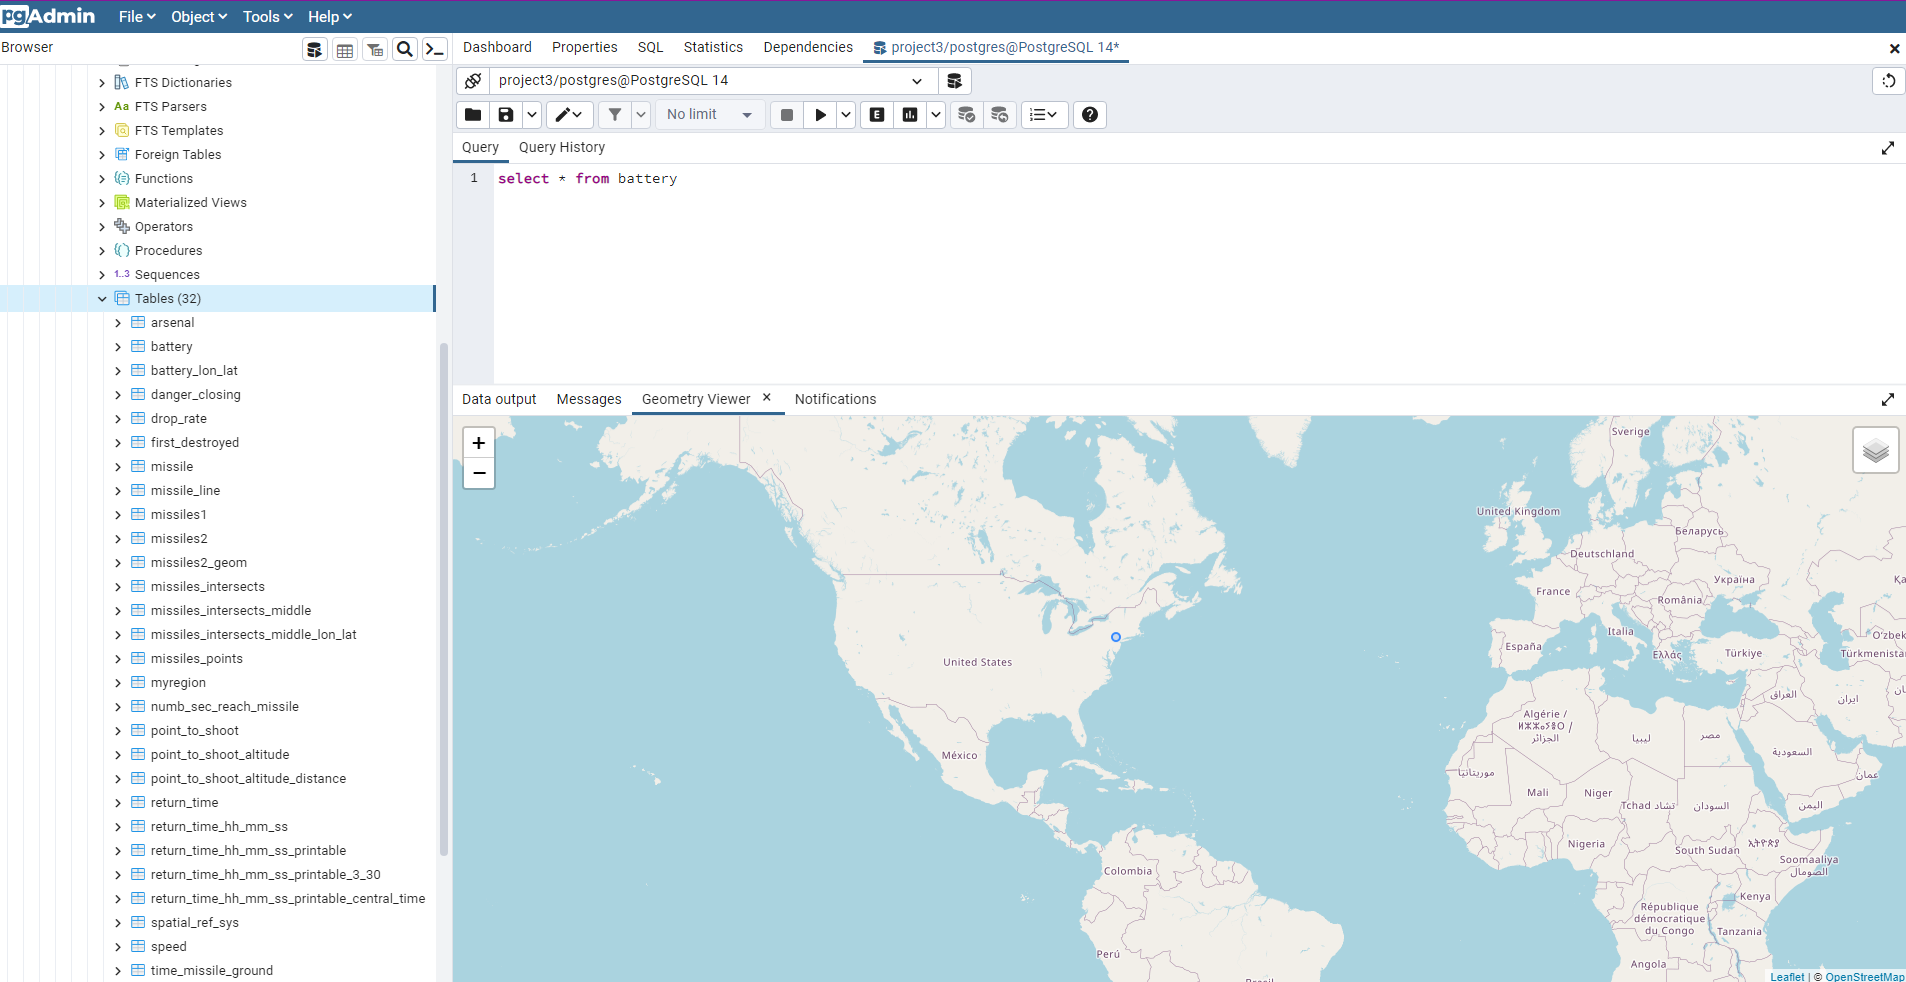 pgAdmin File Object Tools Help
Browser
FTS Dictionaries
Aa FTS Parsers
FTS Templates
Foreign Tables
Functions
Materialized Views
Operators
Procedures
1..3 Sequences
Tables (32)
arsenal
battery
battery_lon_lat
danger_closing
drop_rate
first_destroyed
missile
missile_line
missiles1
missiles2
missiles2_geom
missiles_intersects
missiles_intersects_middle
missiles_intersects_middle_lon_lat
missiles_points
myregion
numb_sec_reach_missile
point_to_shoot
point_to_shoot_altitude
point_to_shoot_altitude_distance
return_time
return_time_hh_mm_ss
return_time_hh_mm_ss_printable
return_time_hh_mm_ss_printable_3_30
return_time_hh_mm_ss_printable_central_time
spatial_ref_sys
speed
time_missile_ground
Dashboard Properties SQL Statistics Dependencies project3/postgres@PostgreSQL 14*
project3/postgres@PostgreSQL 14
No limit
E
Query Query History
1 select * from battery
Data output Messages Geometry Viewer Notifications
+
−
Sverige
United Kingdom
Беларусь
Deutschland
Україна
France
România
Italia
O'zbek
España
Ελλάς
Türkiye
Türkmenista
United States
العراق
ایران
Algérie /
ⵍⵣⵣⴰⵢⴻⵔ /
الجزائر
ليبيا
مصر
السعودية
México
موريتانيا
عمان
Mali
Niger
Tchad تشاد
السودان
اليمن
Nigeria
South Sudan
ኢትዮጵያ
Soomaaliya
الصومال
Colombia
Kenya
République
démocratique
du Congo
Tanzania
Perú
Angola
Brasil
Leaflet | © OpenStreetMap